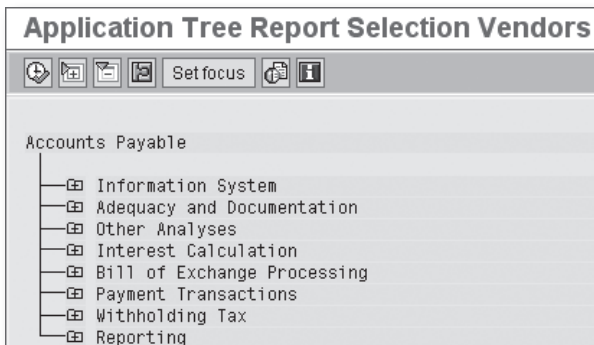 Application Tree Report Selection Vendors
Set focus
Accounts Payable
Information System
Adequacy and Documentation
Other Analyses
Interest Calculation
Bill of Exchange Processing
Payment Transactions
Withholding Tax
Reporting